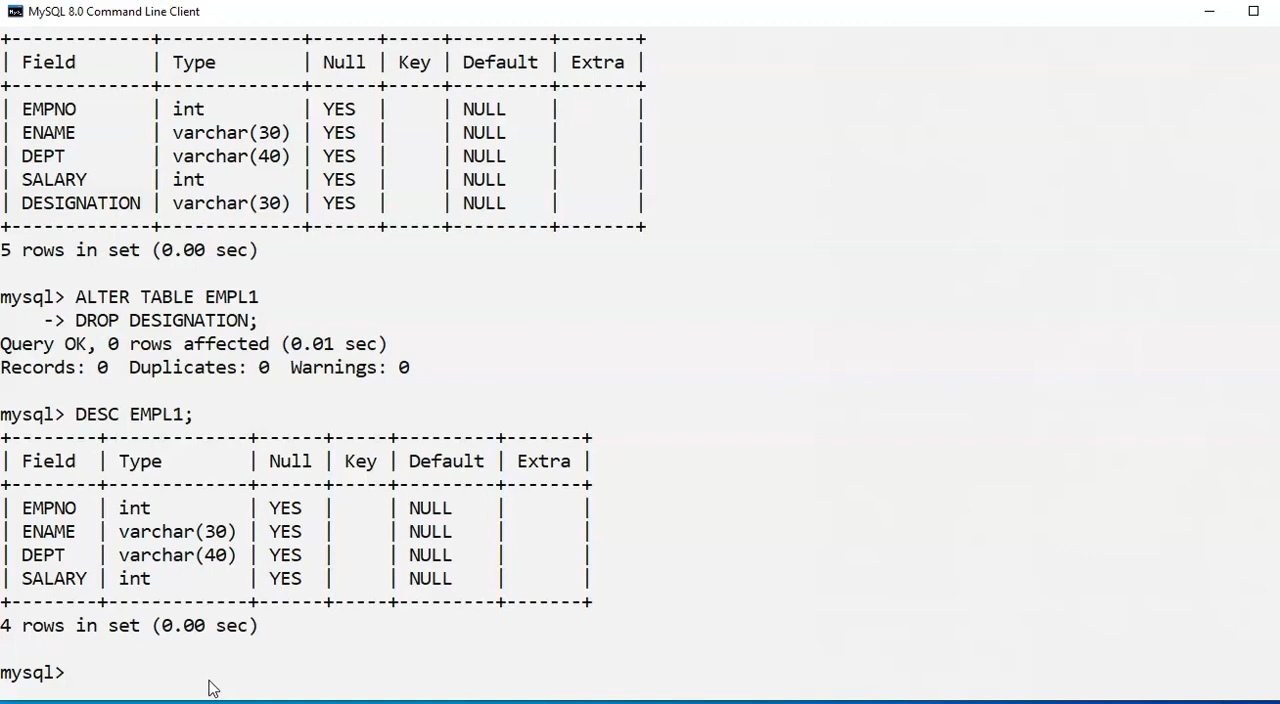 MySQL 8.0 Command Line Client
+-------------+-------------+------+-----+---------+-------+
| Field       | Type        | Null | Key | Default | Extra |
+-------------+-------------+------+-----+---------+-------+
| EMPNO       | int         | YES  |     | NULL    |       |
| ENAME       | varchar(30) | YES  |     | NULL    |       |
| DEPT        | varchar(40) | YES  |     | NULL    |       |
| SALARY      | int         | YES  |     | NULL    |       |
| DESIGNATION | varchar(30) | YES  |     | NULL    |       |
+-------------+-------------+------+-----+---------+-------+
5 rows in set (0.00 sec)
mysql> ALTER TABLE EMPL1
    -> DROP DESIGNATION;
Query OK, 0 rows affected (0.01 sec)
Records: 0  Duplicates: 0  Warnings: 0
mysql> DESC EMPL1;
+--------+-------------+------+-----+---------+-------+
| Field  | Type        | Null | Key | Default | Extra |
+--------+-------------+------+-----+---------+-------+
| EMPNO  | int         | YES  |     | NULL    |       |
| ENAME  | varchar(30) | YES  |     | NULL    |       |
| DEPT   | varchar(40) | YES  |     | NULL    |       |
| SALARY | int         | YES  |     | NULL    |       |
+--------+-------------+------+-----+---------+-------+
4 rows in set (0.00 sec)
mysql>